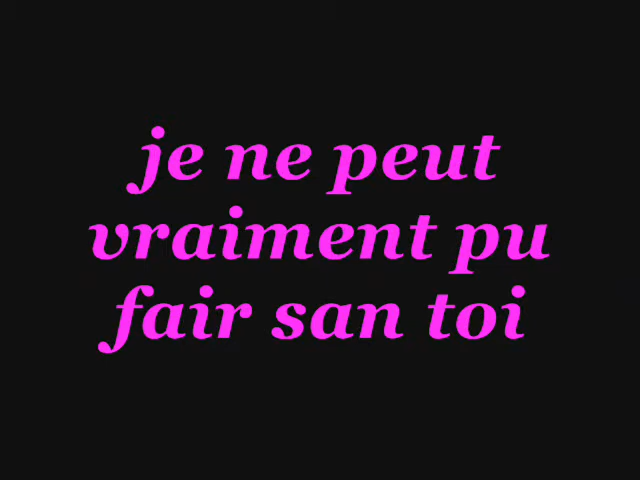 je ne peut
vraiment pu
fair san toi